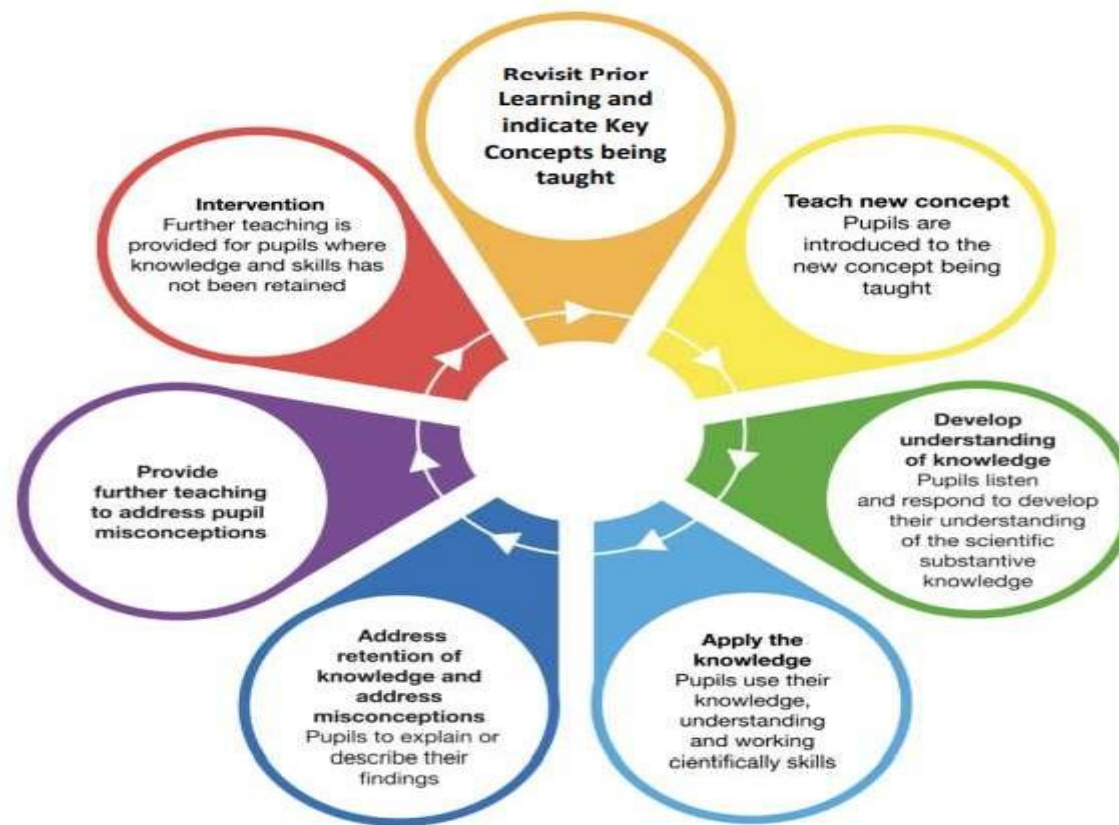 Revisit Prior
Learning and
indicate Key
Concepts being
taught
Teach new concept
Pupils are
introduced to the
new concept being
taught
Develop
understanding
of knowledge
Pupils listen
and respond to develop
their understanding
of the scientific
substantive
knowledge
Apply the
knowledge
Pupils use their
knowledge,
understanding
and working
cientifically skills
Address
retention of
knowledge and
address
misconceptions
Pupils to explain or
describe their
findings
Provide
further teaching
to address pupil
misconceptions
Intervention
Further teaching is
provided for pupils where
knowledge and skills has
not been retained